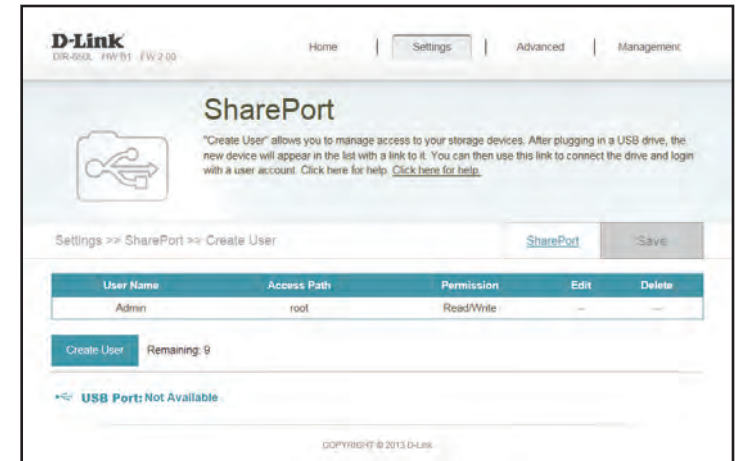 D-Link
HW B1 FW 2.00
Home | Settings | Advanced | Management
SharePort
"Create User" allows you to manage access to your storage devices. After plugging in a USB drive, the
new device will appear in the list with a link to it. You can then use this link to connect the drive and login
with a user account. Click here for help. Click here for help.
Settings >> SharePort >> Create User
SharePort
Save
User Name Access Path Permission Edit Delete
Admin root Read/Write -- --
Create User Remaining: 9
USB Port: Not Available
COPYRIGHT © 2013 D-Link